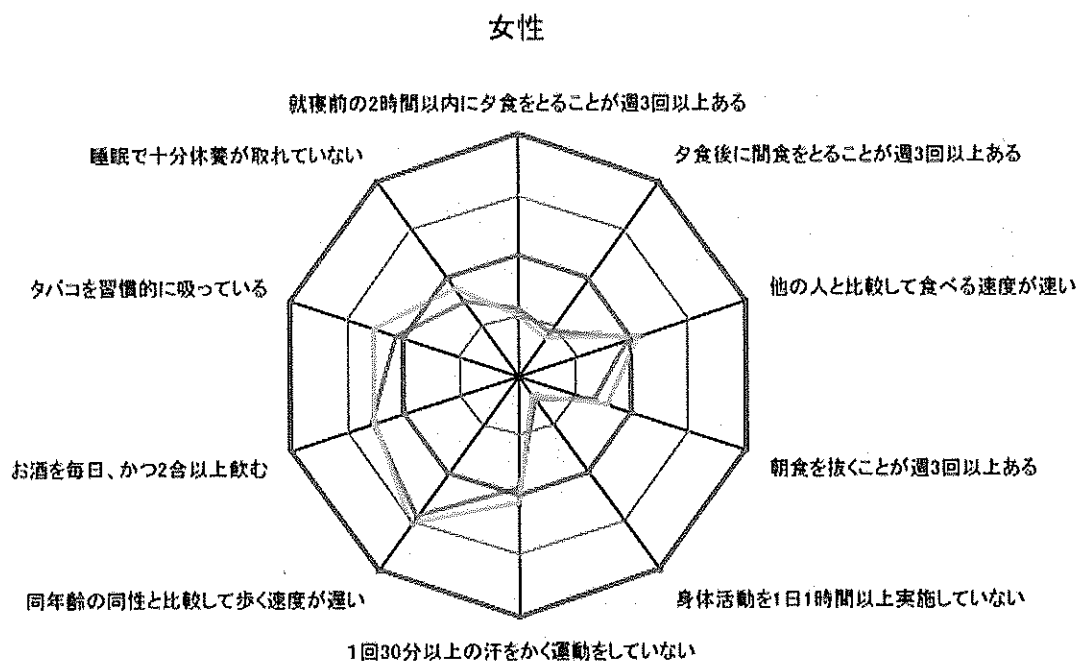 女性
就寝前の2時間以内に夕食をとることが週3回以上ある
睡眠で十分休養が取れていない
夕食後に間食をとることが週3回以上ある
タバコを習慣的に吸っている
他の人と比較して食べる速度が速い
お酒を毎日、かつ2合以上飲む
朝食を抜くことが週3回以上ある
同年齢の同性と比較して歩く速度が遅い
身体活動を1日1時間以上実施していない
1回30分以上の汗をかく運動をしていない